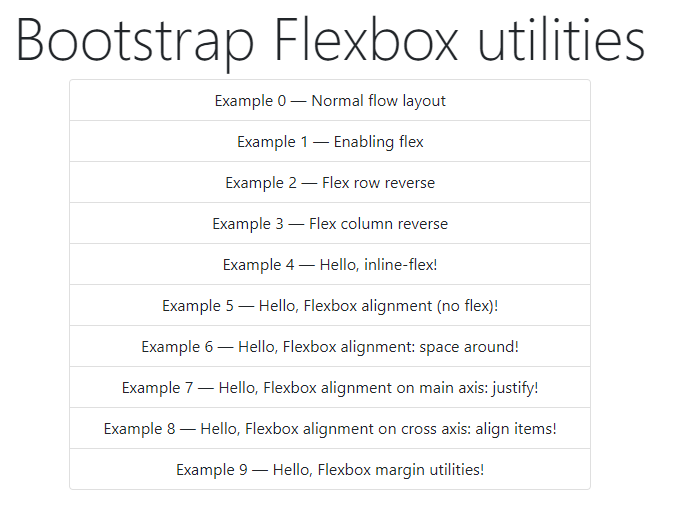 Bootstrap Flexbox utilities
Example 0 — Normal flow layout
Example 1 — Enabling flex
Example 2 — Flex row reverse
Example 3 — Flex column reverse
Example 4 — Hello, inline-flex!
Example 5 — Hello, Flexbox alignment (no flex)!
Example 6 — Hello, Flexbox alignment: space around!
Example 7 — Hello, Flexbox alignment on main axis: justify!
Example 8 — Hello, Flexbox alignment on cross axis: align items!
Example 9 — Hello, Flexbox margin utilities!